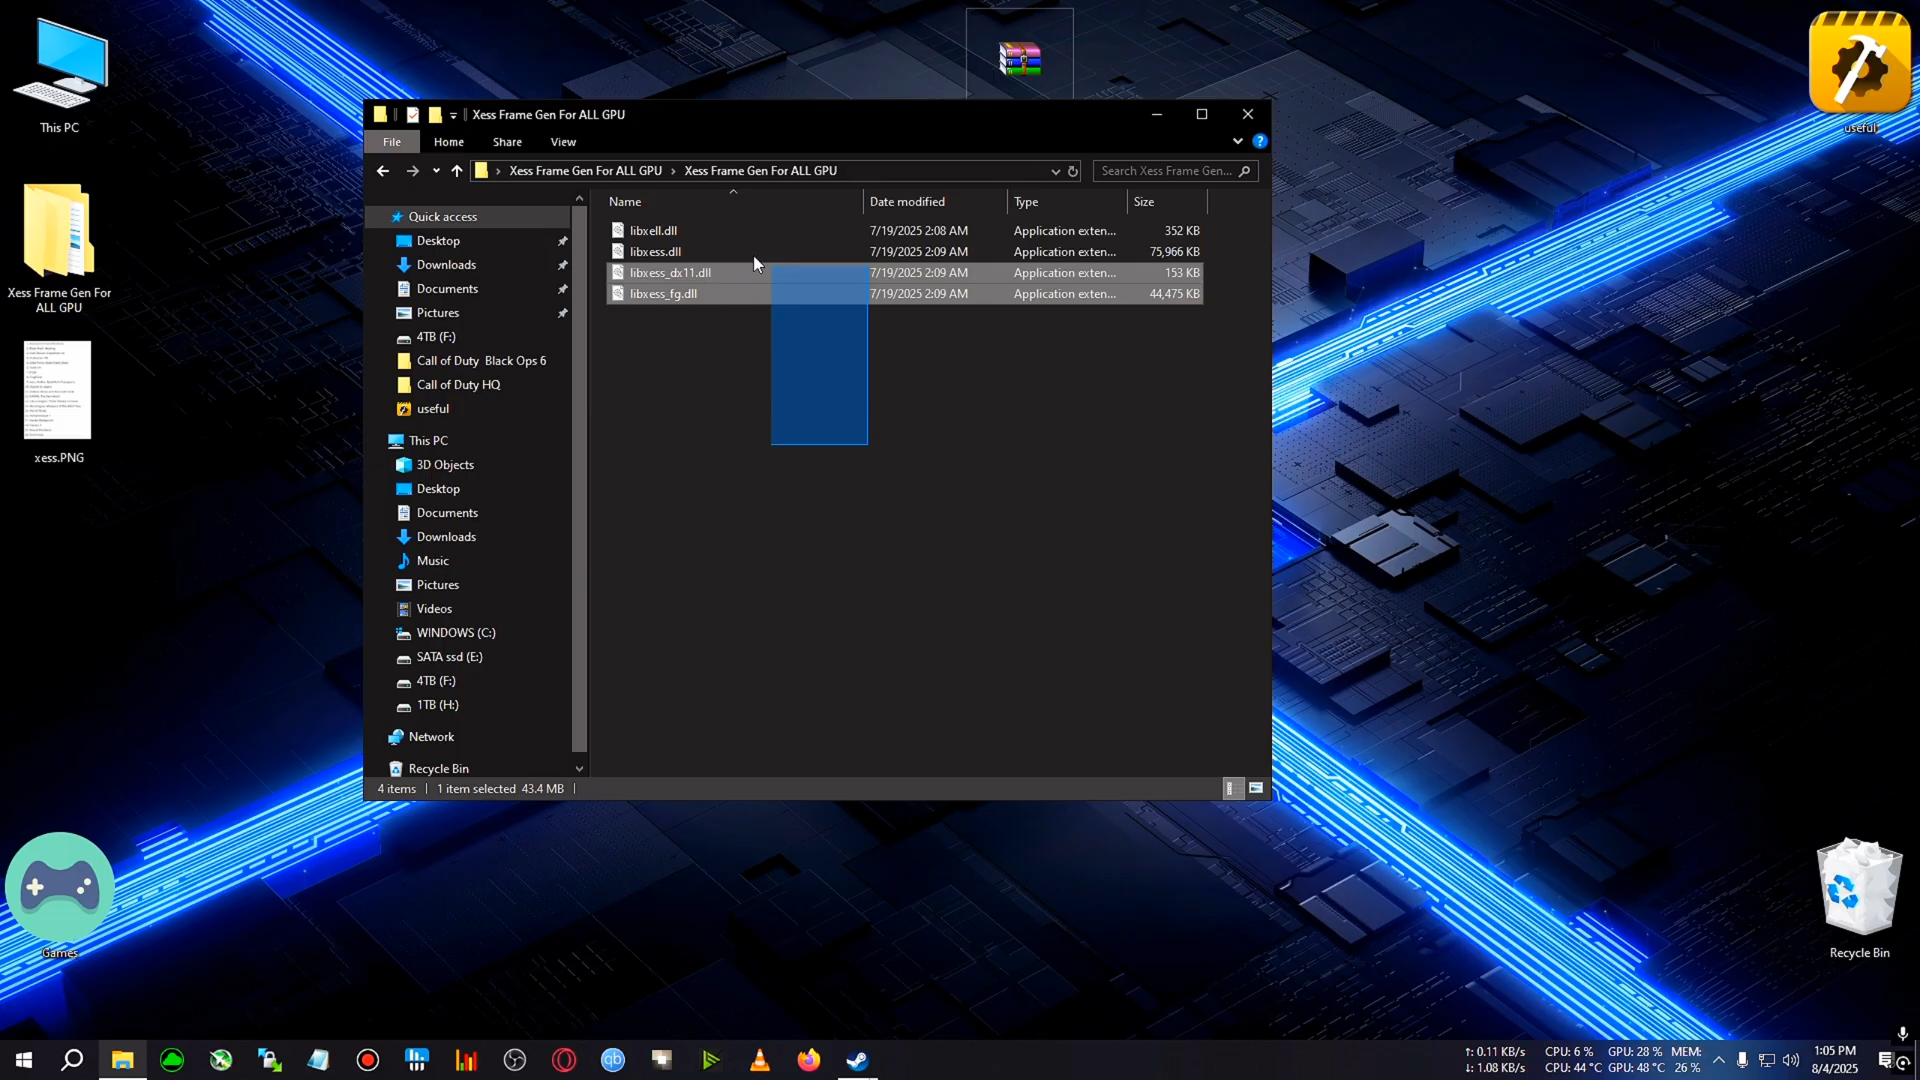 This PC
Xess Frame Gen For
ALL GPU
xess.PNG
Games
useful
Recycle Bin
Xess Frame Gen For ALL GPU
File Home Share View
Xess Frame Gen For ALL GPU › Xess Frame Gen For ALL GPU
Search Xess Frame Gen...
Quick access
Desktop
Downloads
Documents
Pictures
4TB (F:)
Call of Duty Black Ops 6
Call of Duty HQ
useful
This PC
3D Objects
Desktop
Documents
Downloads
Music
Pictures
Videos
WINDOWS (C:)
SATA ssd (E:)
4TB (F:)
1TB (H:)
Network
Recycle Bin
Name Date modified Type Size
libxell.dll 7/19/2025 2:08 AM Application exten... 352 KB
libxess.dll 7/19/2025 2:09 AM Application exten... 75,966 KB
libxess_dx11.dll 7/19/2025 2:09 AM Application exten... 153 KB
libxess_fg.dll 7/19/2025 2:09 AM Application exten... 44,475 KB
4 items | 1 item selected 43.4 MB |
↑: 0.11 KB/s CPU: 6 % GPU: 28 % MEM:
↓: 1.08 KB/s CPU: 44 °C GPU: 48 °C 26 %
1:05 PM
8/4/2025